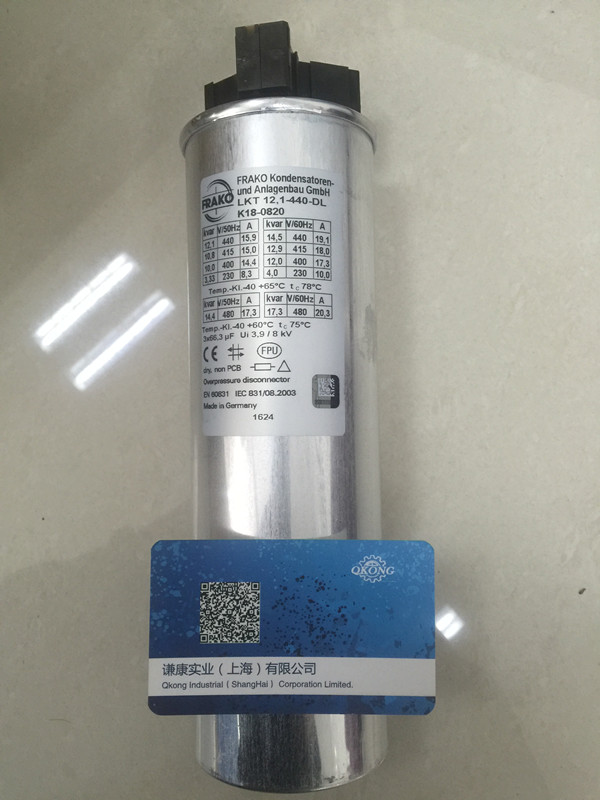 FRAKO
FRAKO Kondensatoren-
und Anlagenbau GmbH
LKT 12,1-440-DL
K18-0820
kvar V/50Hz A kvar V/60Hz A
12,1 440 15,9 14,5 440 19,1
10,8 415 15,0 12,9 415 18,0
10,0 400 14,4 12,0 400 17,3
3,33 230 8,3 4,0 230 10,0
Temp.-Kl.-40 +65°C tc 78°C
kvar V/50Hz A kvar V/60Hz A
14,4 480 17,3 17,3 480 20,3
Temp.-Kl.-40 +60°C tc 75°C
3x66,3 µF Ui 3,9 / 8 kV
CE FPU
dry, non PCB
Overpressure disconnector
EN 60831 IEC 831/08.2003
Made in Germany
1624
QKONG
谦康实业（上海）有限公司
Qkong Industrial ( ShangHai ) Corporation Limited.